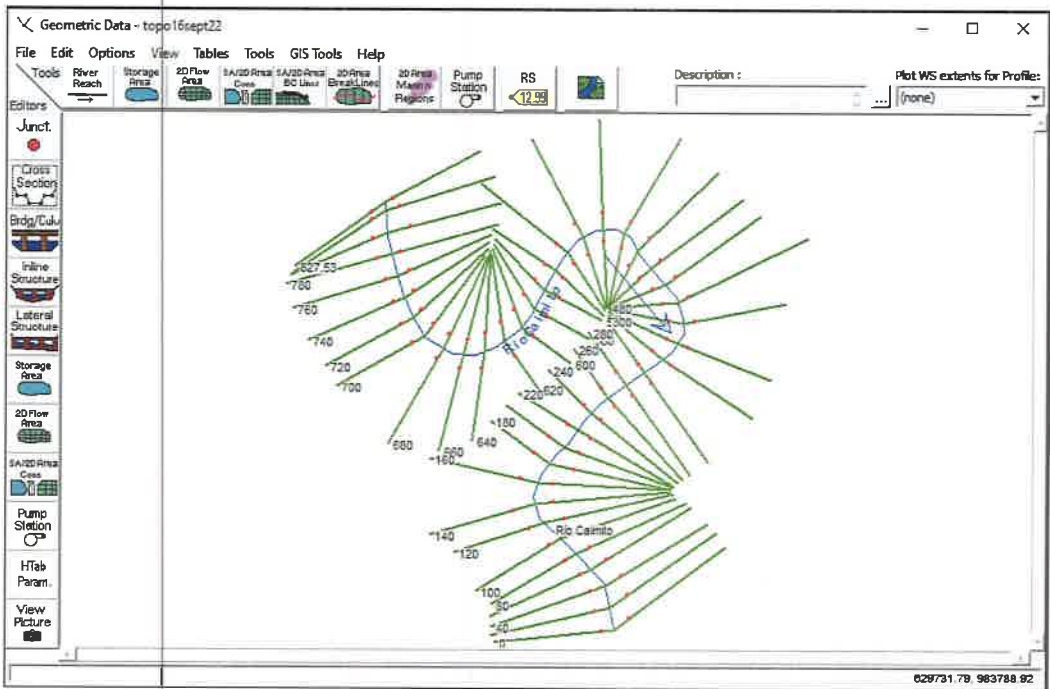 Geometric Data - topo16sept22
File Edit Options View Tables Tools GIS Tools Help
Tools
River Reach
Storage Area
2D Flow Area
SA/2D Area Conn
SA/2D Area BC Lines
2D Area BreakLines
2D Area Mann n Regions
Pump Station
RS
12.99
Description :
...
Plot WS extents for Profile:
(none)
Editors
Junct.
Cross Section
Brdg/Culv
Inline Structure
Lateral Structure
Storage Area
2D Flow Area
SA/2D Area Conn
Pump Station
HTab Param.
View Picture
827.53
*780
*760
*740
*720
*700
680
660
640
*160
*180
*220
620
240
600
260
280
480
*140
*120
*100
*80
*40
*0
Rio Caimito
Rio Caimito
629731.79, 983788.92